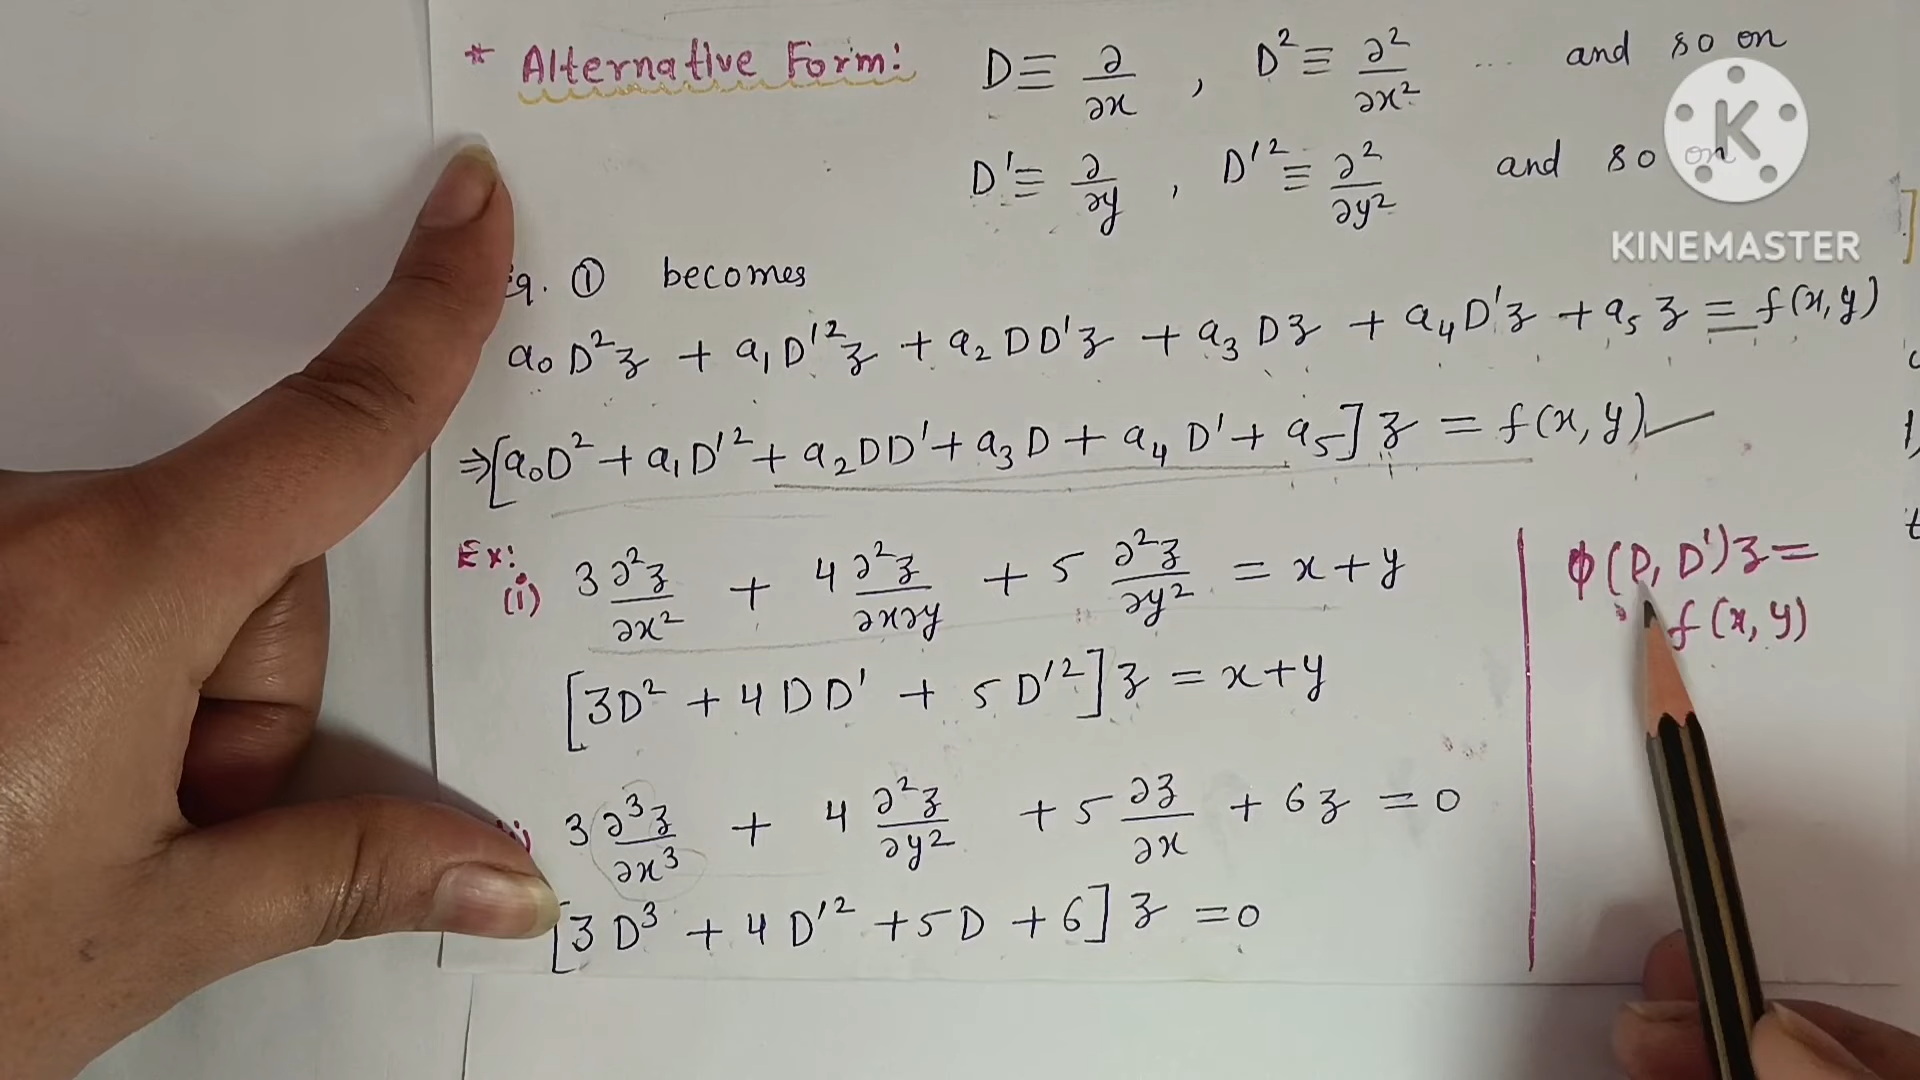 * Alternative Form: D ≡ ∂/∂x , D² ≡ ∂²/∂x² ... and so on
D' ≡ ∂/∂y , D'² ≡ ∂²/∂y² and so on
K
KINEMASTER
Eq. ① becomes
a₀D²z + a₁D'²z + a₂DD'z + a₃Dz + a₄D'z + a₅z = f(x,y)
⇒[a₀D² + a₁D'² + a₂DD' + a₃D + a₄D' + a₅] z = f(x,y)
Ex:
(i) 3 ∂²z/∂x² + 4 ∂²z/∂x∂y + 5 ∂²z/∂y² = x+y
[3D² + 4DD' + 5D'²]z = x+y
3 ∂³z/∂x³ + 4 ∂²z/∂y² + 5 ∂z/∂x + 6z = 0
[3D³ + 4D'² + 5D + 6] z = 0
ϕ(D, D')z =
f(x,y)